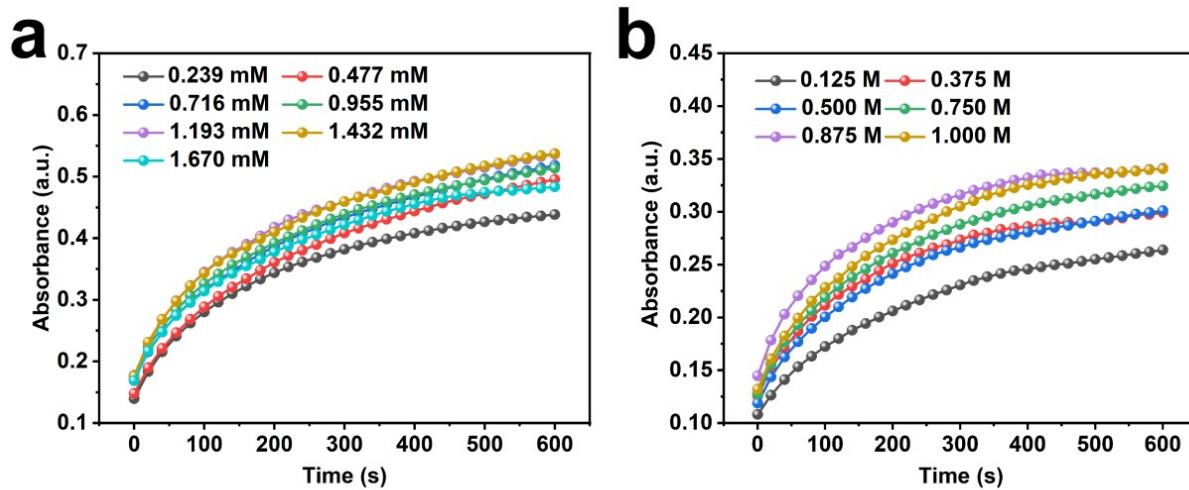 a
0.7
0.6
0.5
0.4
0.3
0.2
0.1
Absorbance (a.u.)
0.239 mM 0.477 mM
0.716 mM 0.955 mM
1.193 mM 1.432 mM
1.670 mM
0 100 200 300 400 500 600
Time (s)
b
0.45
0.40
0.35
0.30
0.25
0.20
0.15
0.10
Absorbance (a.u.)
0.125 M 0.375 M
0.500 M 0.750 M
0.875 M 1.000 M
0 100 200 300 400 500 600
Time (s)